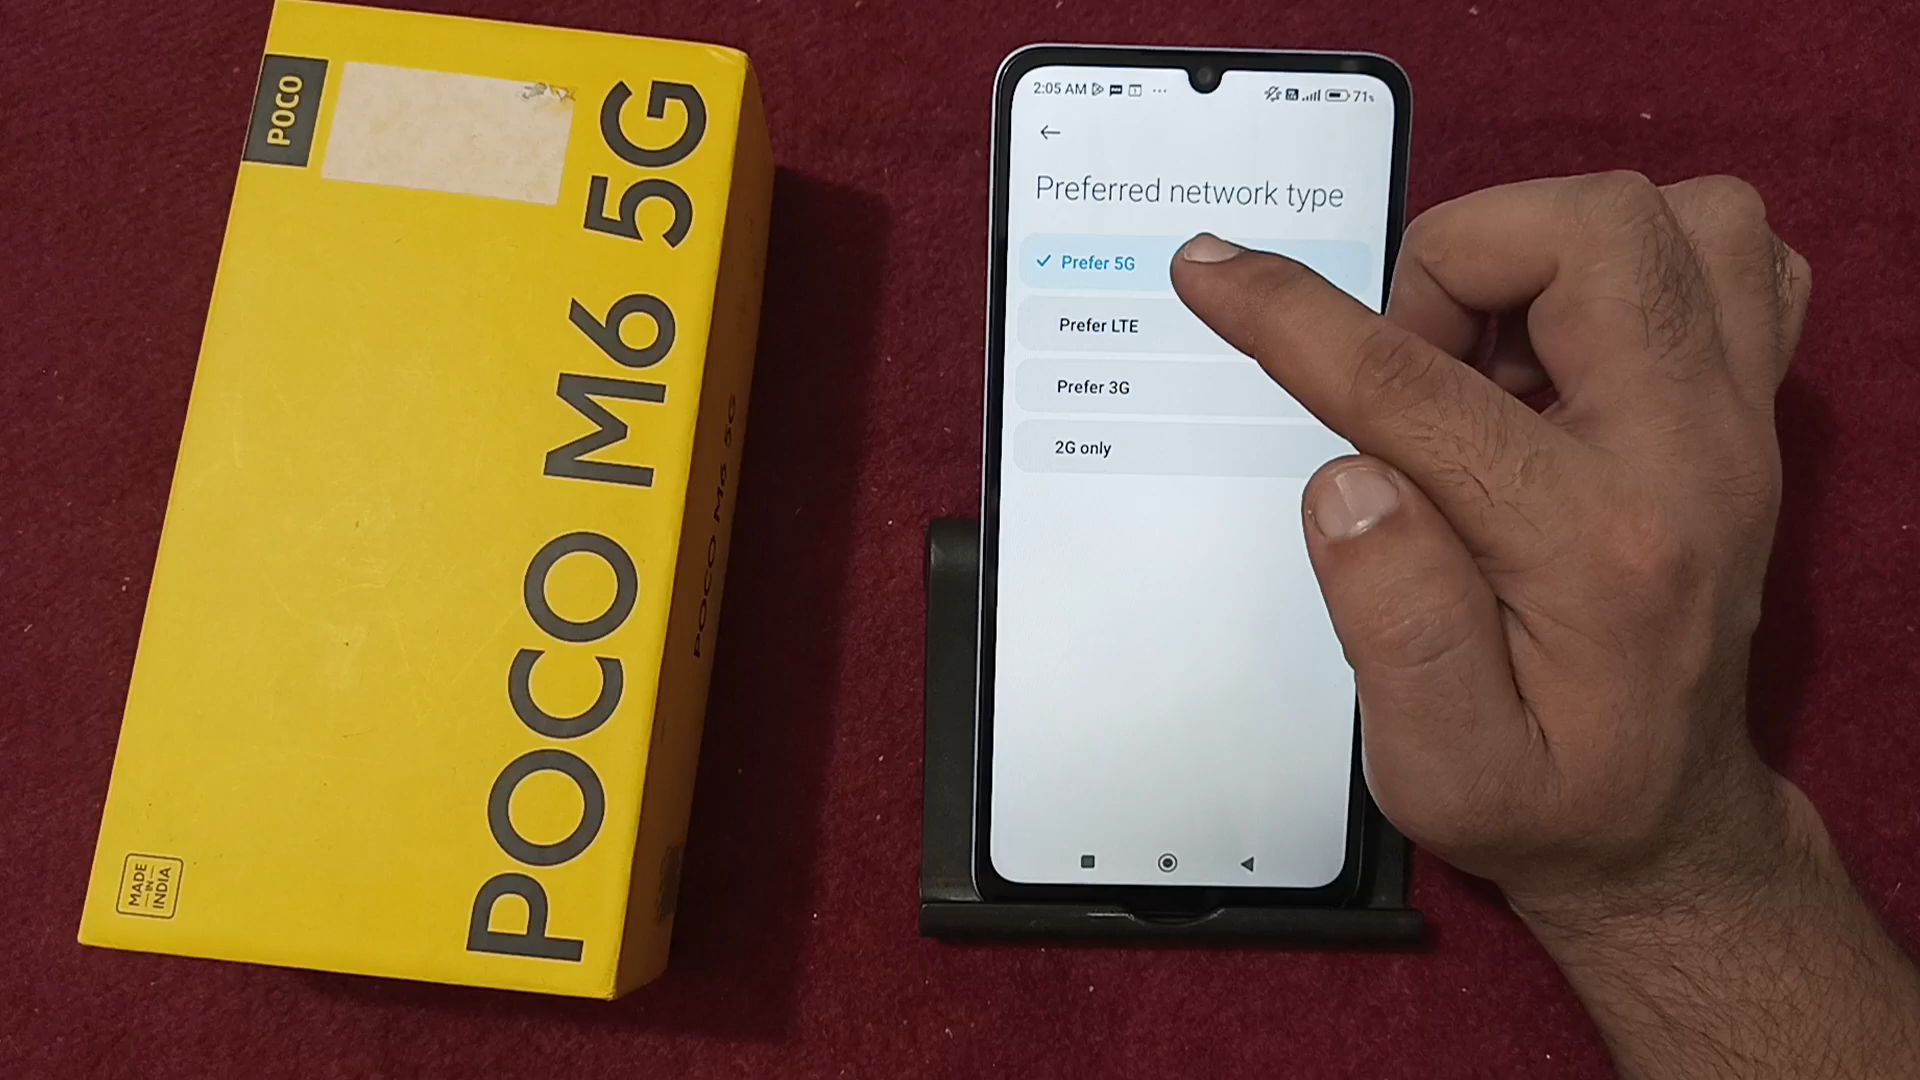 POCO
POCO M6 5G
POCO M6 5G
MADE
IN
INDIA
2:05 AM
71%
Preferred network type
Prefer 5G
Prefer LTE
Prefer 3G
2G only